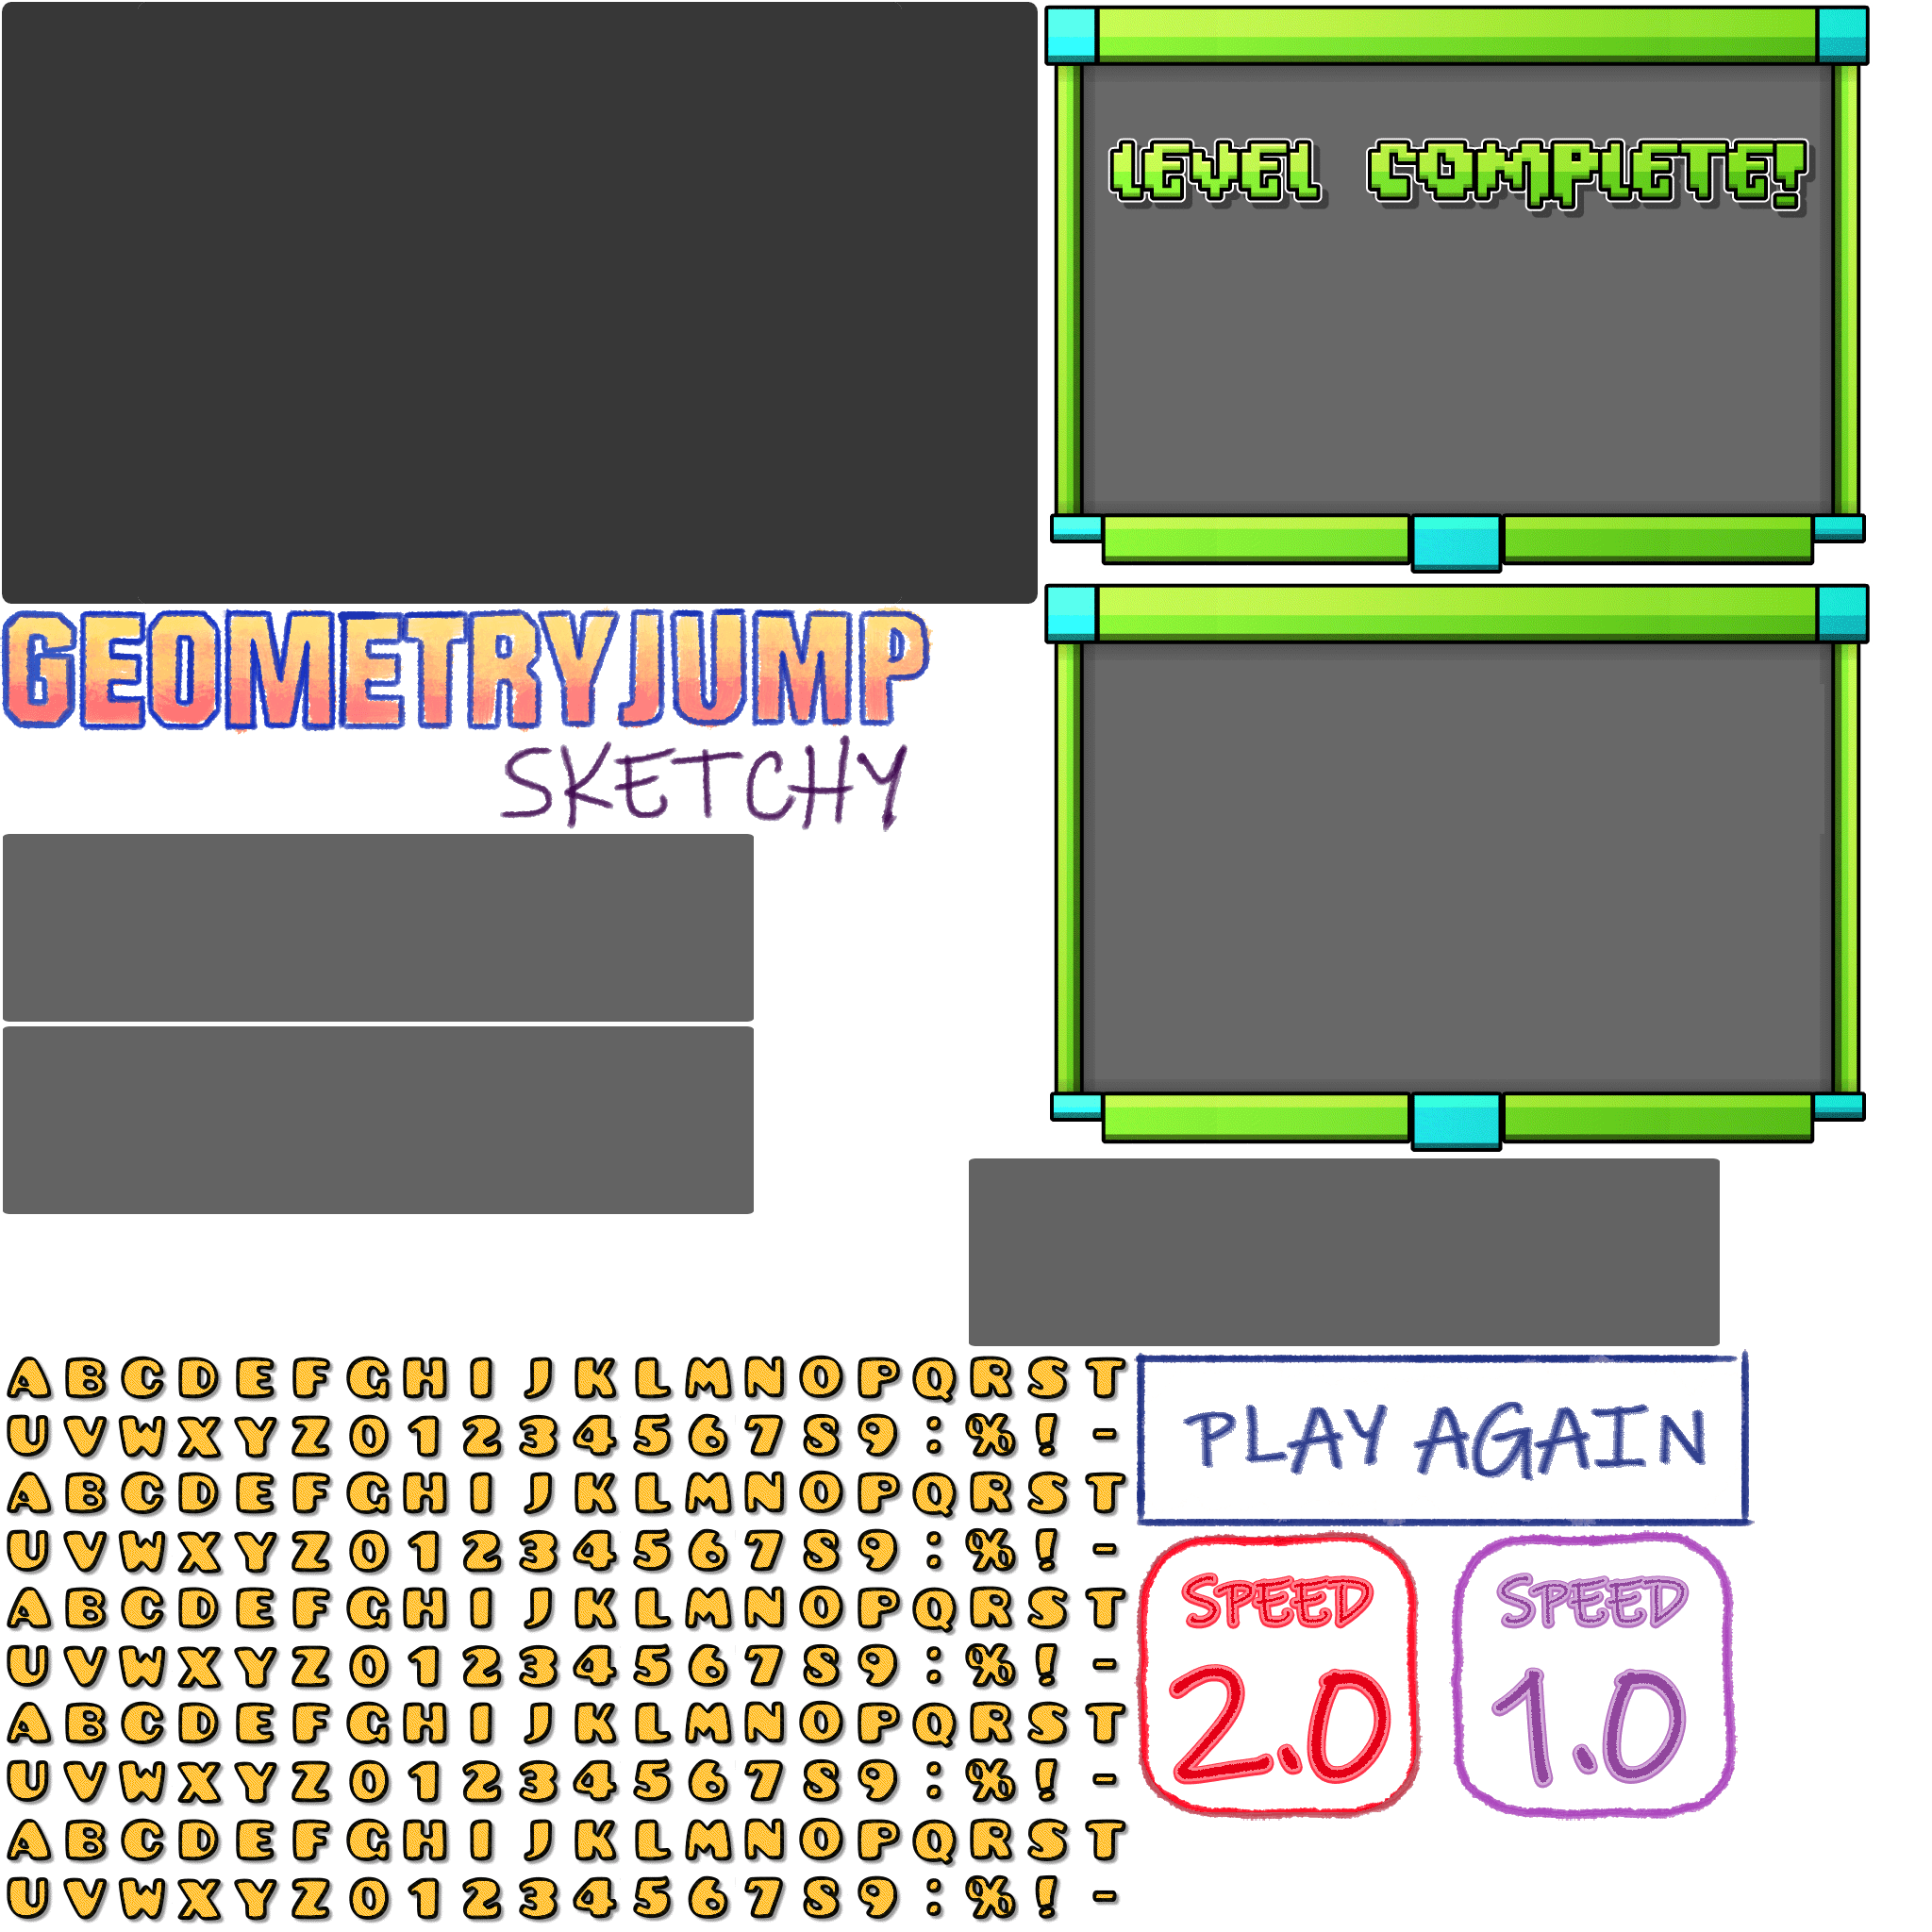 LEVEL COMPLETE!
GEOMETRYJUMP
SKETCHY
A B C D E F G H I J K L M N O P Q R S T
U V W X Y Z 0 1 2 3 4 5 6 7 8 9 : % ! -
A B C D E F G H I J K L M N O P Q R S T
U V W X Y Z 0 1 2 3 4 5 6 7 8 9 : % ! -
A B C D E F G H I J K L M N O P Q R S T
U V W X Y Z 0 1 2 3 4 5 6 7 8 9 : % ! -
A B C D E F G H I J K L M N O P Q R S T
U V W X Y Z 0 1 2 3 4 5 6 7 8 9 : % ! -
A B C D E F G H I J K L M N O P Q R S T
U V W X Y Z 0 1 2 3 4 5 6 7 8 9 : % ! -
PLAY AGAIN
SPEED
2.0
SPEED
1.0